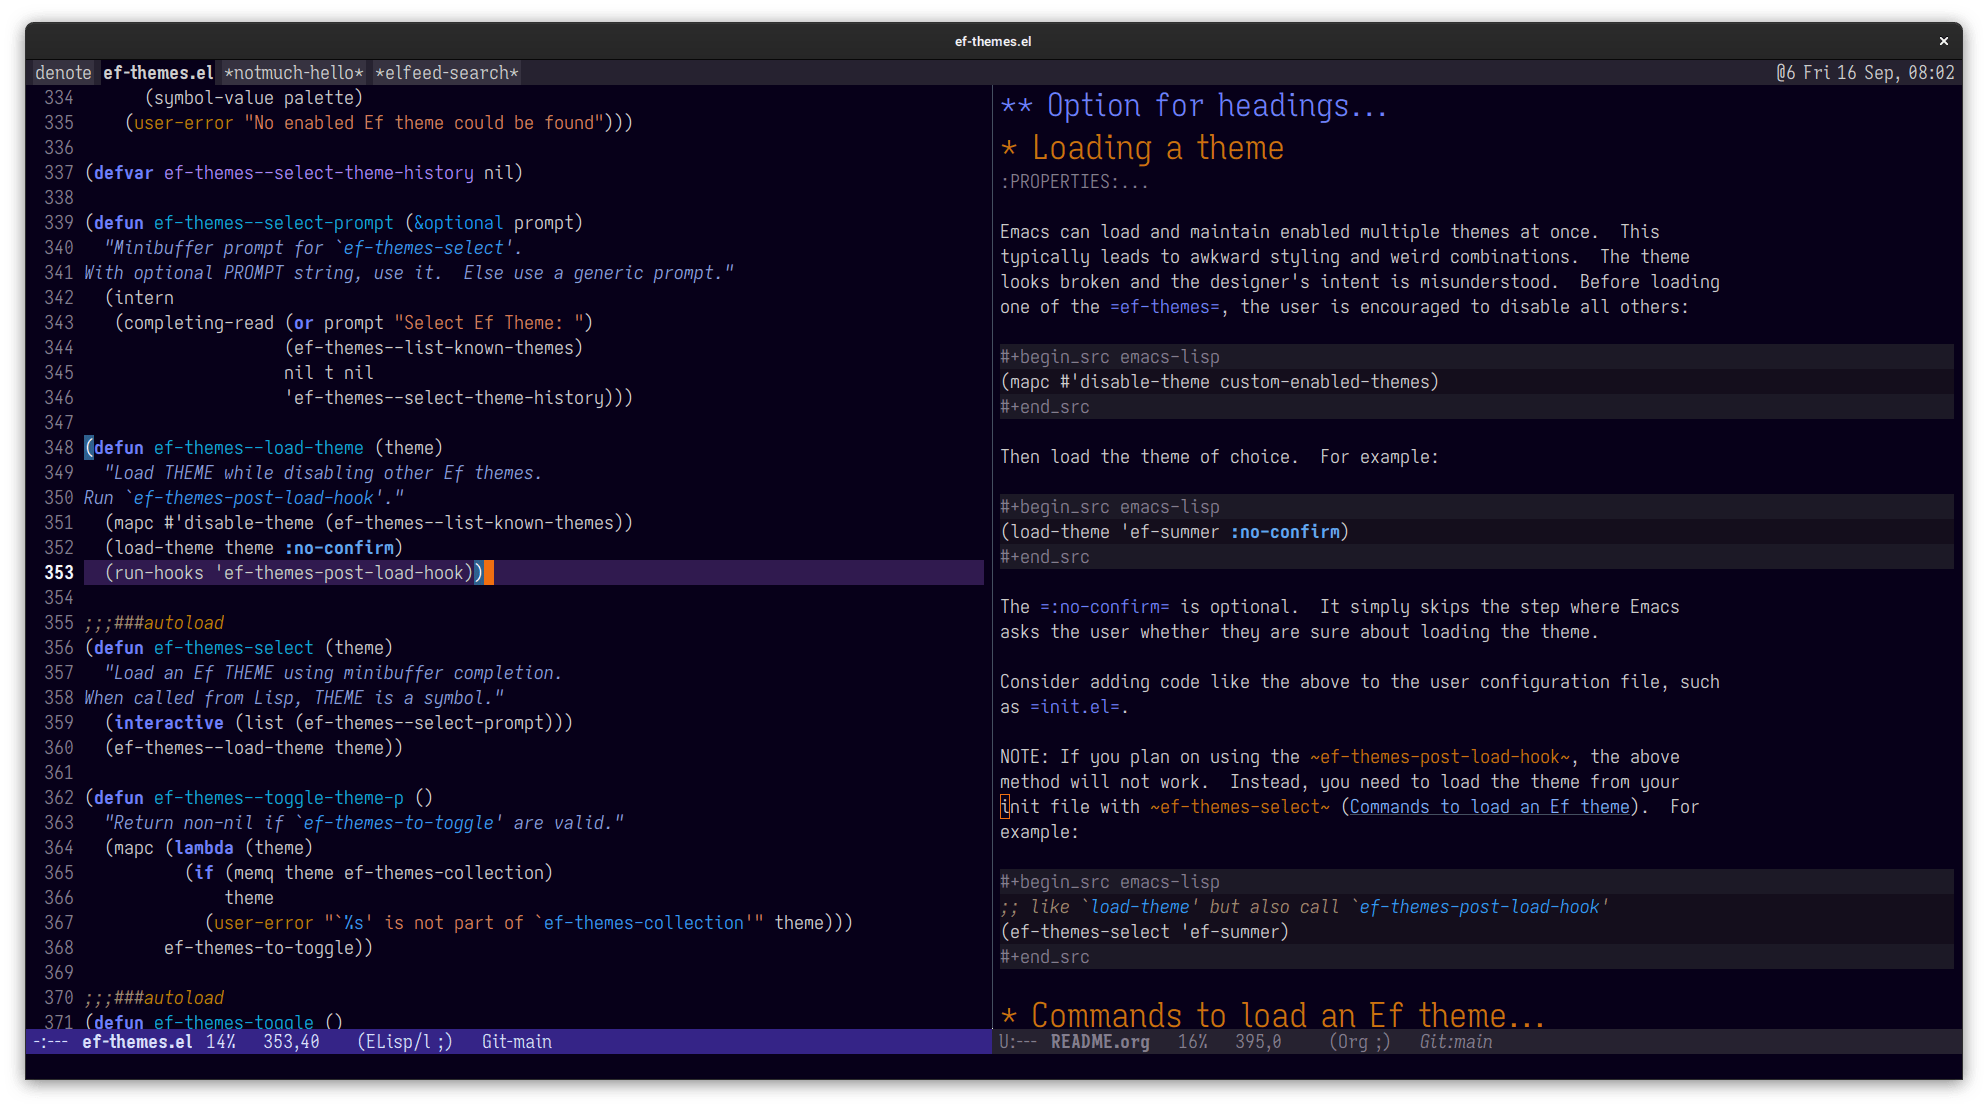 ef-themes.el ×
denote ef-themes.el *notmuch-hello* *elfeed-search* @6 Fri 16 Sep, 08:02
334       (symbol-value palette)
335     (user-error "No enabled Ef theme could be found")))
336
337 (defvar ef-themes--select-theme-history nil)
338
339 (defun ef-themes--select-prompt (&optional prompt)
340   "Minibuffer prompt for `ef-themes-select'.
341 With optional PROMPT string, use it.  Else use a generic prompt."
342   (intern
343    (completing-read (or prompt "Select Ef Theme: ")
344                     (ef-themes--list-known-themes)
345                     nil t nil
346                     'ef-themes--select-theme-history)))
347
348 (defun ef-themes--load-theme (theme)
349   "Load THEME while disabling other Ef themes.
350 Run `ef-themes-post-load-hook'."
351   (mapc #'disable-theme (ef-themes--list-known-themes))
352   (load-theme theme :no-confirm)
353   (run-hooks 'ef-themes-post-load-hook))
354
355 ;;;###autoload
356 (defun ef-themes-select (theme)
357   "Load an Ef THEME using minibuffer completion.
358 When called from Lisp, THEME is a symbol."
359   (interactive (list (ef-themes--select-prompt)))
360   (ef-themes--load-theme theme))
361
362 (defun ef-themes--toggle-theme-p ()
363   "Return non-nil if `ef-themes-to-toggle' are valid."
364   (mapc (lambda (theme)
365           (if (memq theme ef-themes-collection)
366               theme
367             (user-error "`%s' is not part of `ef-themes-collection'" theme)))
368         ef-themes-to-toggle))
369
370 ;;;###autoload
371 (defun ef-themes-toggle ()
-:--- ef-themes.el 14% 353,40 (ELisp/l ;) Git-main
** Option for headings...
* Loading a theme
:PROPERTIES:...
Emacs can load and maintain enabled multiple themes at once.  This
typically leads to awkward styling and weird combinations.  The theme
looks broken and the designer's intent is misunderstood.  Before loading
one of the =ef-themes=, the user is encouraged to disable all others:
#+begin_src emacs-lisp
(mapc #'disable-theme custom-enabled-themes)
#+end_src
Then load the theme of choice.  For example:
#+begin_src emacs-lisp
(load-theme 'ef-summer :no-confirm)
#+end_src
The =:no-confirm= is optional.  It simply skips the step where Emacs
asks the user whether they are sure about loading the theme.
Consider adding code like the above to the user configuration file, such
as =init.el=.
NOTE: If you plan on using the ~ef-themes-post-load-hook~, the above
method will not work.  Instead, you need to load the theme from your
init file with ~ef-themes-select~ (Commands to load an Ef theme).  For
example:
#+begin_src emacs-lisp
;; like `load-theme' but also call `ef-themes-post-load-hook'
(ef-themes-select 'ef-summer)
#+end_src
* Commands to load an Ef theme...
U:--- README.org 16% 395,0 (Org ;) Git:main